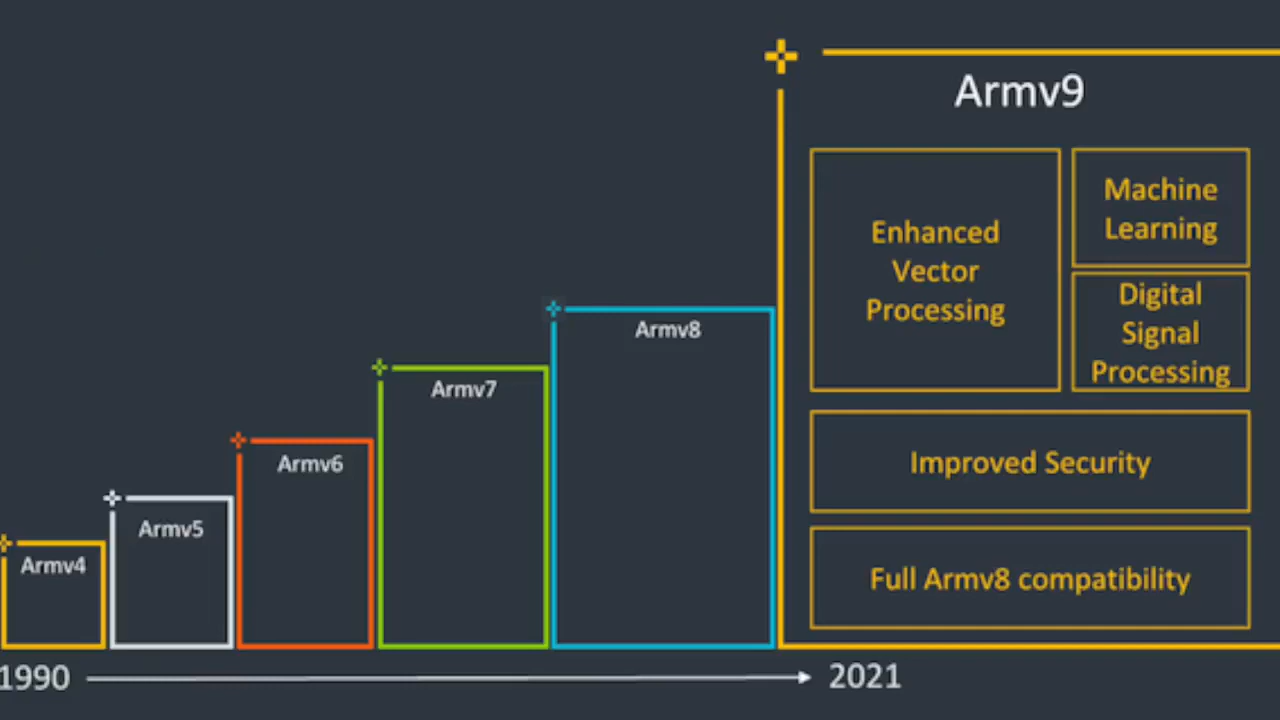 Armv9
Enhanced
Vector
Processing
Machine
Learning
Digital
Signal
Processing
Improved Security
Full Armv8 compatibility
Armv8
Armv7
Armv6
Armv5
Armv4
1990
2021